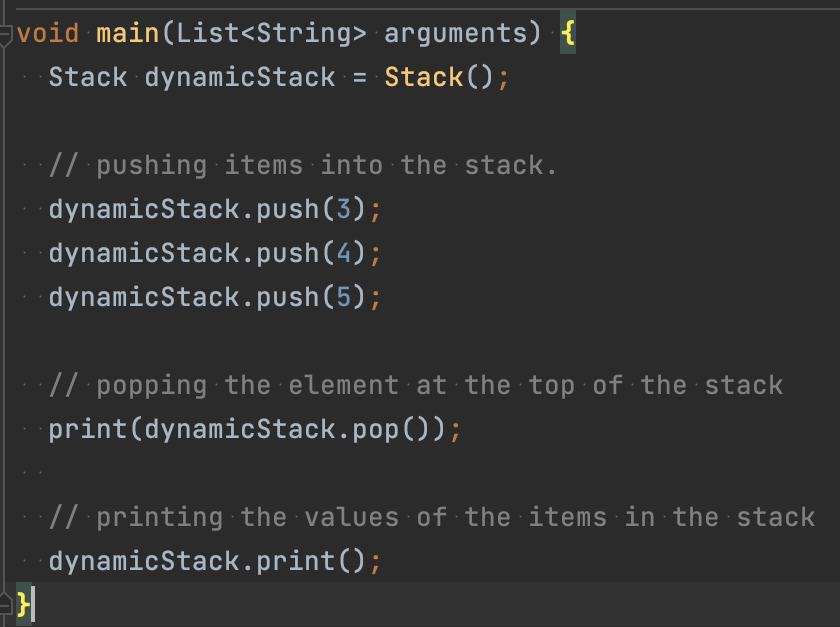 void main(List<String> arguments) {
  Stack dynamicStack = Stack();
  // pushing items into the stack.
  dynamicStack.push(3);
  dynamicStack.push(4);
  dynamicStack.push(5);
  // popping the element at the top of the stack
  print(dynamicStack.pop());
  // printing the values of the items in the stack
  dynamicStack.print();
}